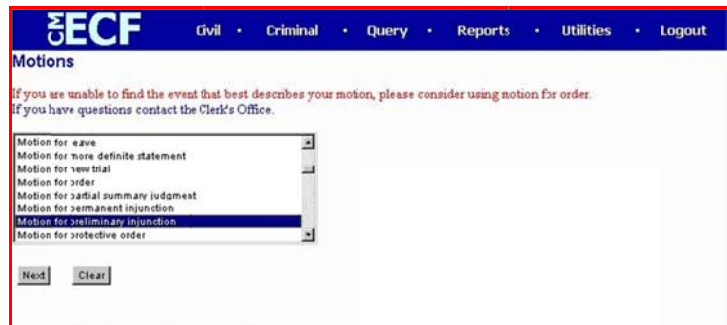 CM ECF Civil • Criminal • Query • Reports • Utilities • Logout
Motions
If you are unable to find the event that best describes your motion, please consider using motion for order.
If you have questions contact the Clerk's Office.
Motion for leave
Motion for more definite statement
Motion for new trial
Motion for order
Motion for partial summary judgment
Motion for permanent injunction
Motion for preliminary injunction
Motion for protective order
Next Clear